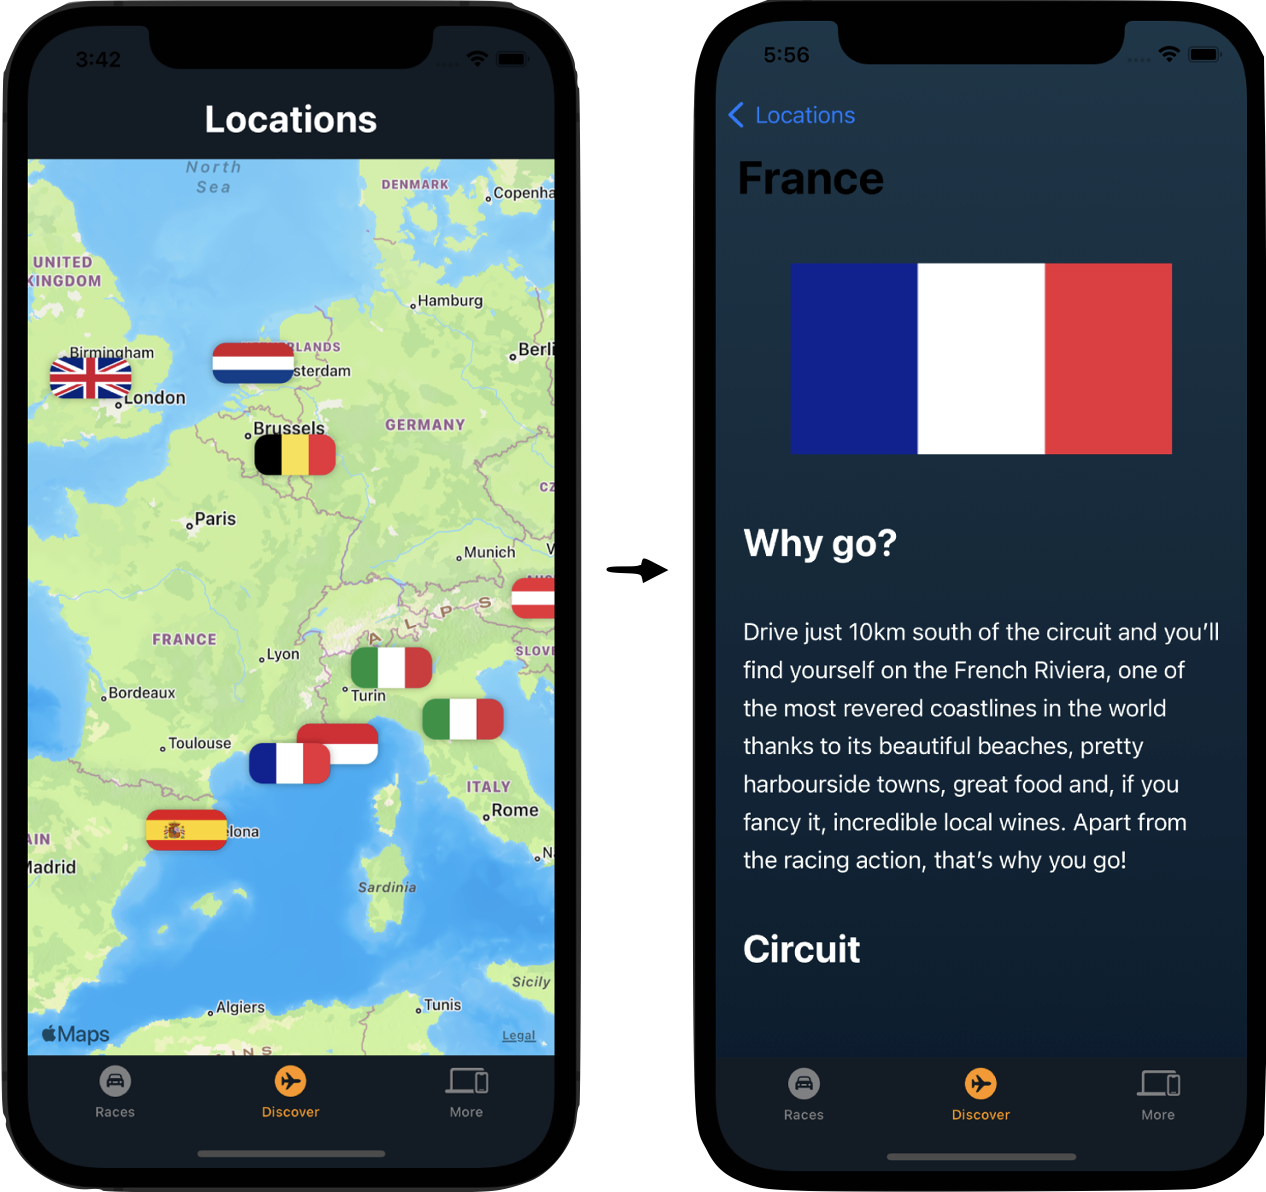 3:42
Locations
North
Sea
DENMARK
Copenha
UNITED
KINGDOM
Hamburg
Birmingham
RLANDS
Berli
sterdam
London
Brussels
GERMANY
CZ
Paris
Munich
V
ALPS
FRANCE
Lyon
SLOVE
Bordeaux
Turin
Toulouse
ITALY
Rome
elona
AIN
Madrid
N
Sardinia
Sicily
Algiers
Tunis
Maps
Legal
INS
Races
Discover
More
5:56
Locations
France
Why go?
Drive just 10km south of the circuit and you’ll
find yourself on the French Riviera, one of
the most revered coastlines in the world
thanks to its beautiful beaches, pretty
harbourside towns, great food and, if you
fancy it, incredible local wines. Apart from
the racing action, that’s why you go!
Circuit
Races
Discover
More